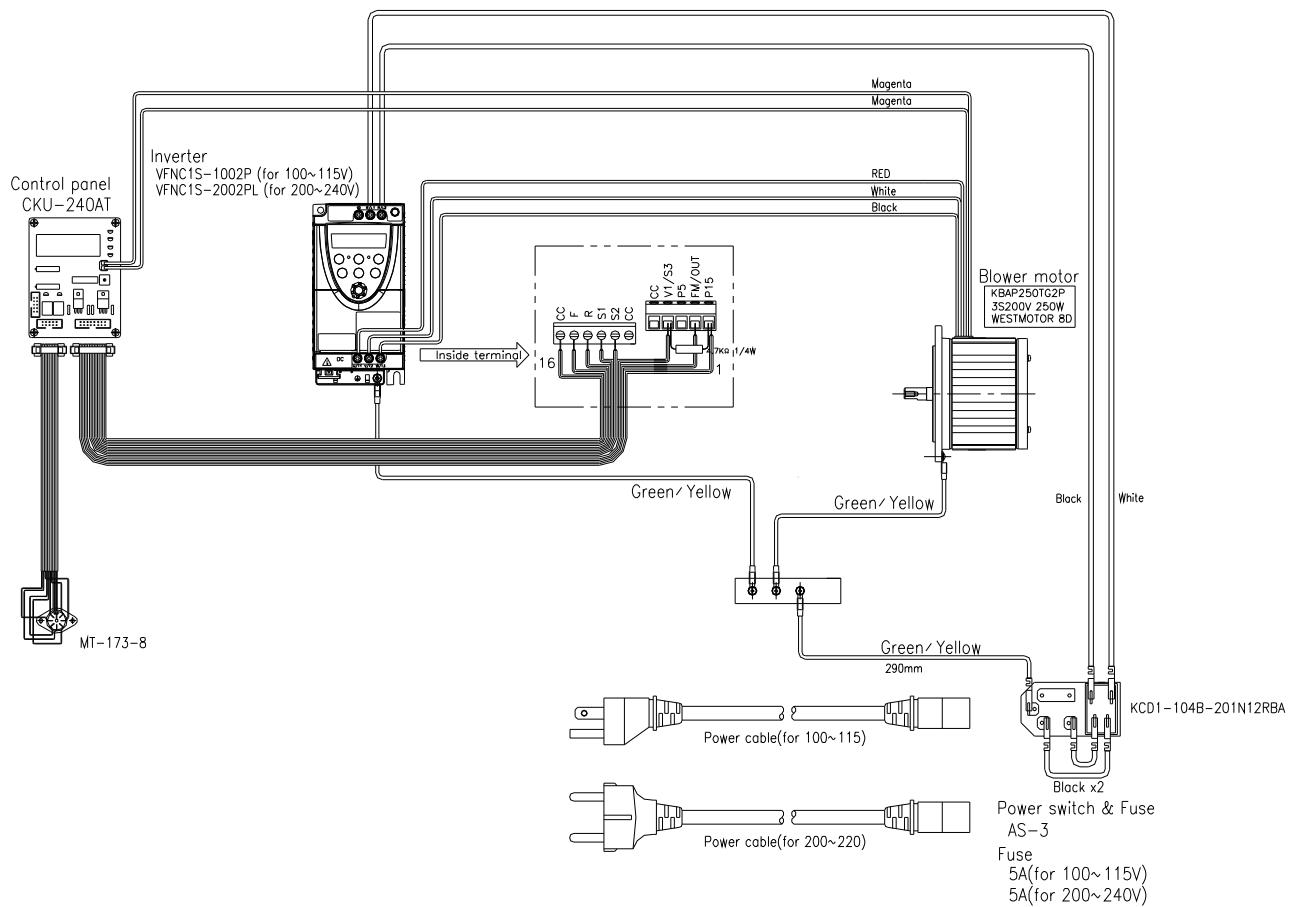 Magenta
Magenta
Inverter
VFNC1S-1002P (for 100~115V)
VFNC1S-2002PL (for 200~240V)
RED
White
Black
Control panel
CKU-240AT
CC
F
R
S1
S2
CC
CC
V1/S3
P5
FM/OUT
P15
Blower motor
KBAP250TG2P
3S200V 250W
WESTMOTOR 8D
Inside terminal
16
4.7KΩ 1/4W
1
DC
Green/Yellow
Green/Yellow
Black
White
MT-173-8
Green/Yellow
290mm
KCD1-104B-201N12RBA
Power cable(for 100~115)
Black x2
Power switch & Fuse
AS-3
Power cable(for 200~220)
Fuse
5A(for 100~115V)
5A(for 200~240V)